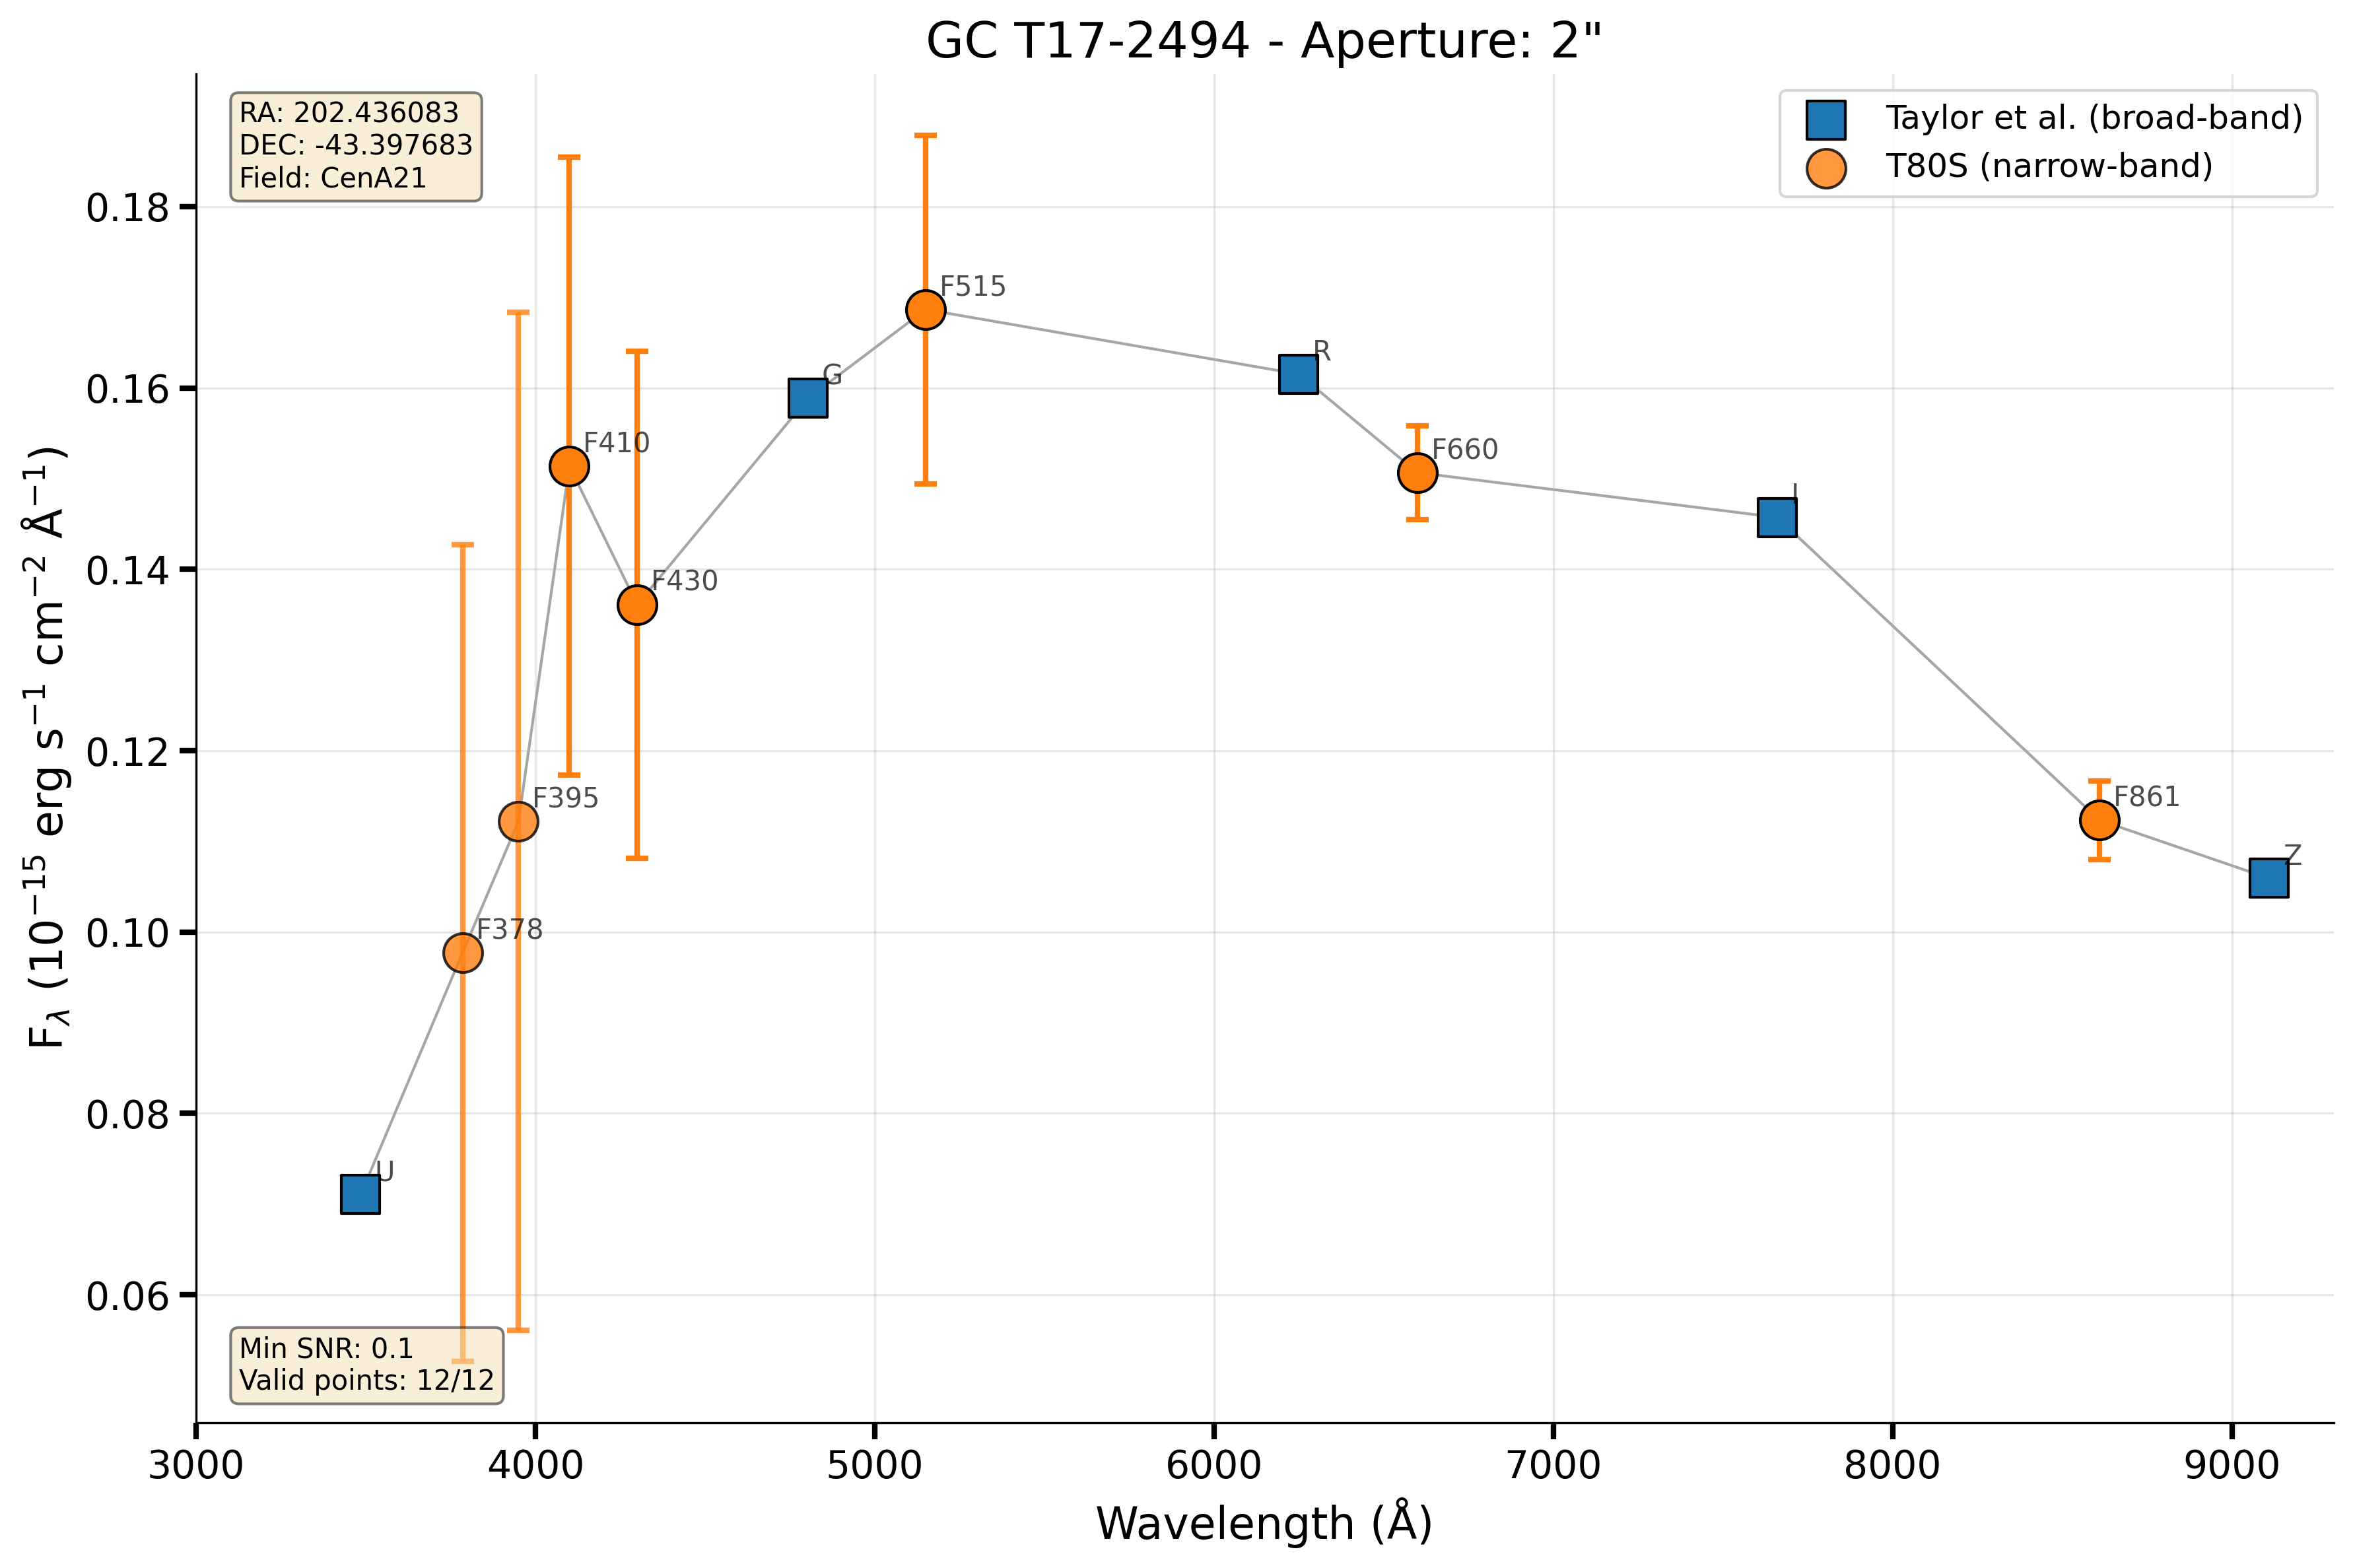 GC T17-2494 - Aperture: 2"
RA: 202.436083
DEC: -43.397683
Field: CenA21
Taylor et al. (broad-band)
T80S (narrow-band)
0.18
0.16
0.14
0.12
0.10
0.08
0.06
F515
R
G
F410
F660
I
F430
F395
F861
Z
F378
U
Min SNR: 0.1
Valid points: 12/12
3000 4000 5000 6000 7000 8000 9000
Wavelength (Å)
F_λ (10⁻¹⁵ erg s⁻¹ cm⁻² Å⁻¹)